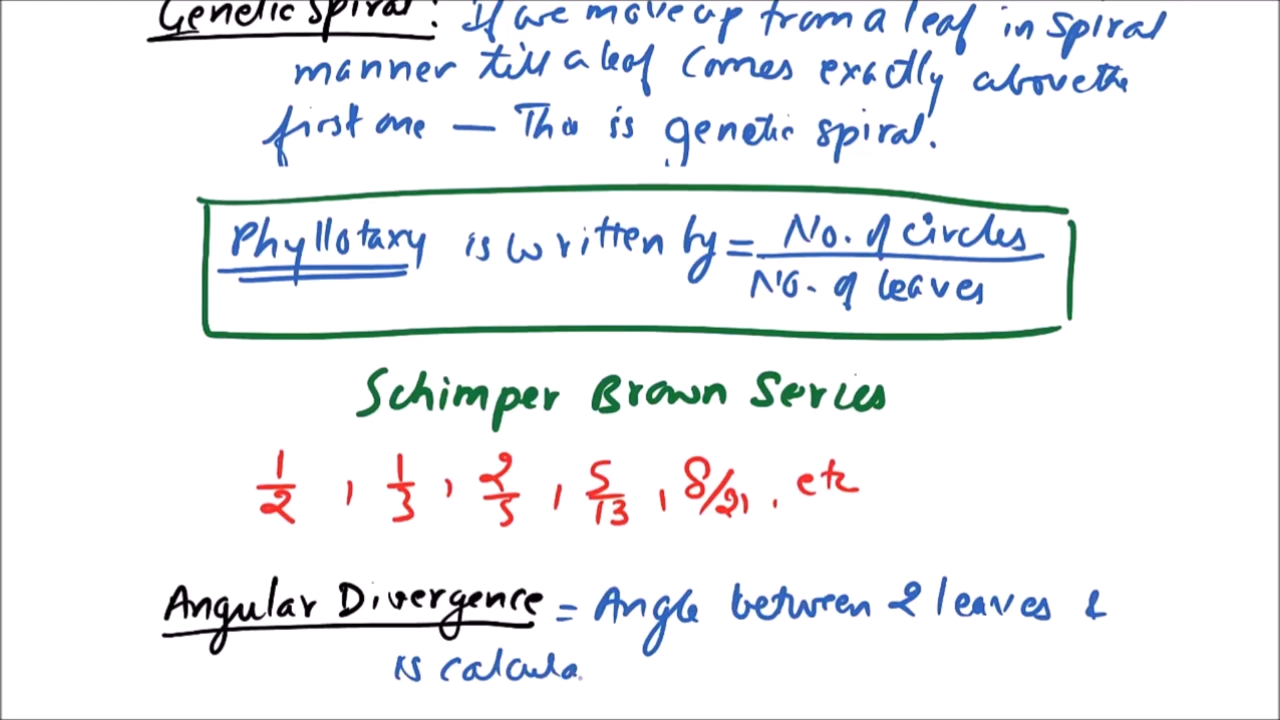 Genetic Spiral : If we move up from a leaf in spiral
manner till a leaf comes exactly above the
first one — This is genetic spiral.
Phyllotaxy is written by = No. of circles
No. of leaves
Schimper Brown Series
1/2 , 1/3 , 2/5 , 5/13 , 8/21, etc
Angular Divergence = Angle between 2 leaves &
is calcula